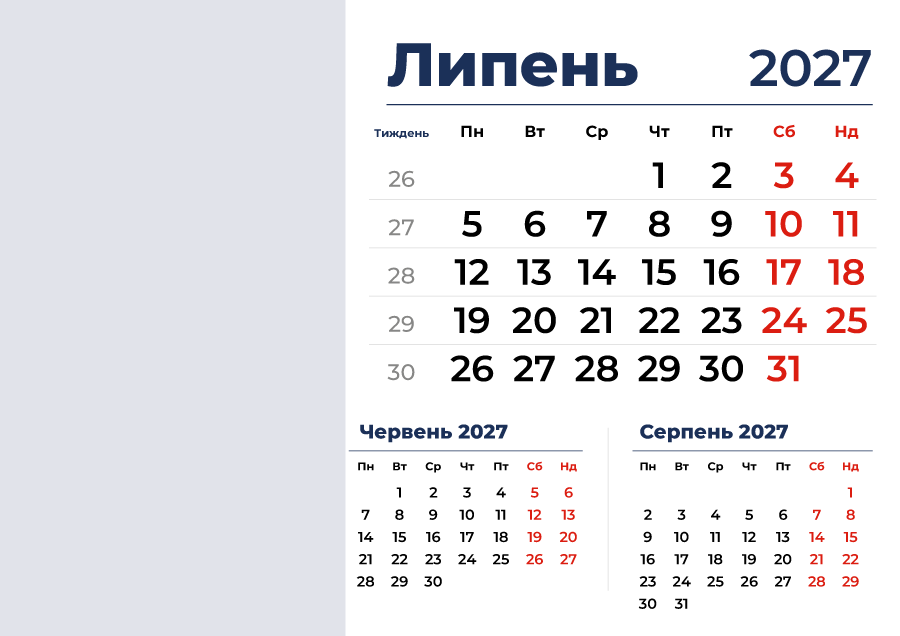 Липень 2027
Тиждень Пн Вт Ср Чт Пт Сб Нд
26 1 2 3 4
27 5 6 7 8 9 10 11
28 12 13 14 15 16 17 18
29 19 20 21 22 23 24 25
30 26 27 28 29 30 31
Червень 2027
Пн Вт Ср Чт Пт Сб Нд
1 2 3 4 5 6
7 8 9 10 11 12 13
14 15 16 17 18 19 20
21 22 23 24 25 26 27
28 29 30
Серпень 2027
Пн Вт Ср Чт Пт Сб Нд
1
2 3 4 5 6 7 8
9 10 11 12 13 14 15
16 17 18 19 20 21 22
23 24 25 26 27 28 29
30 31